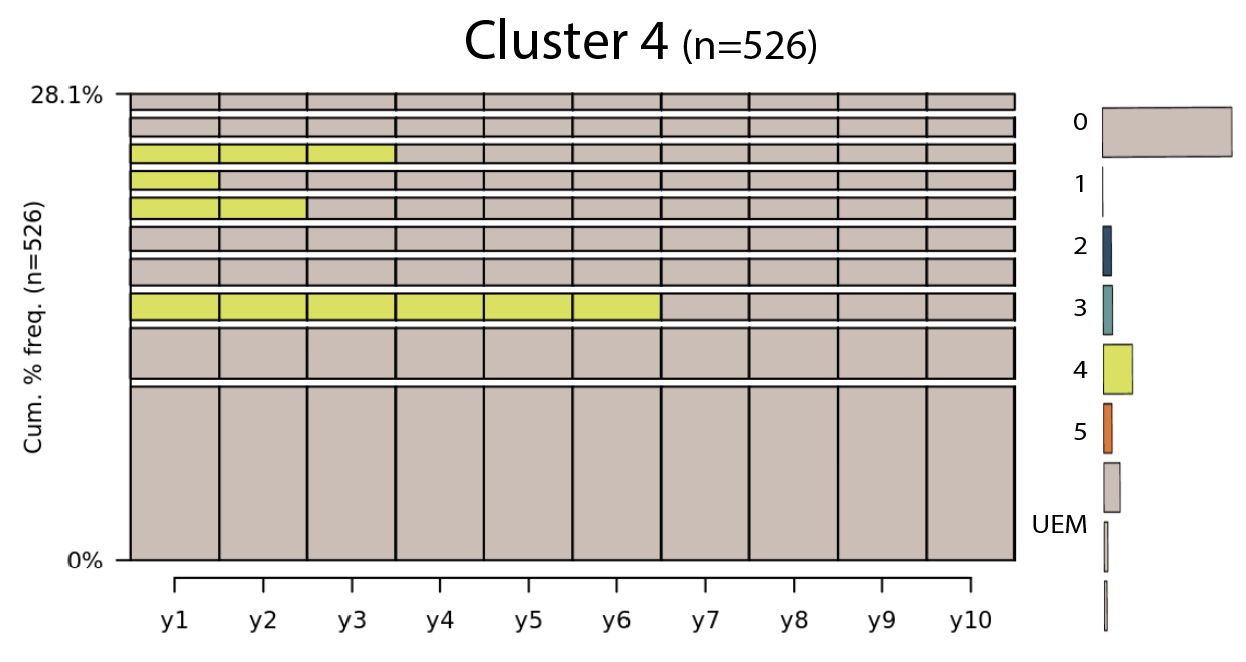 Cluster 4 (n=526)
28.1%
Cum. % freq. (n=526)
0%
y1 y2 y3 y4 y5 y6 y7 y8 y9 y10
0
1
2
3
4
5
UEM